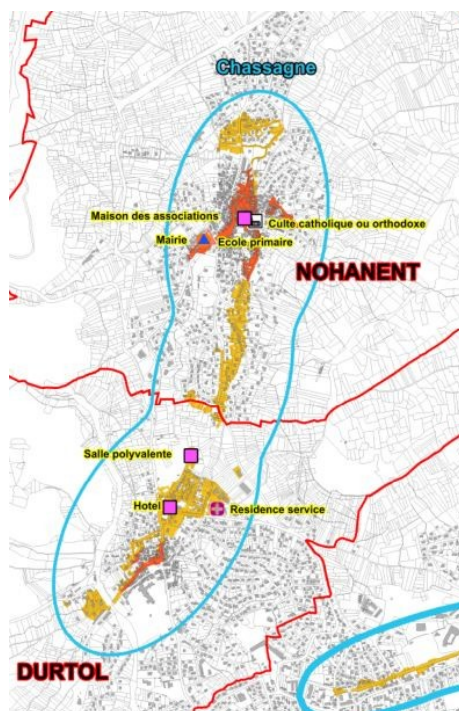 Chassagne
Maison des associations
Culte catholique ou orthodoxe
Mairie
Ecole primaire
NOHANENT
Salle polyvalente
Hotel
Residence service
DURTOL